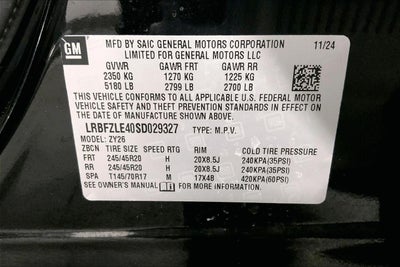 GM
MFD BY SAIC GENERAL MOTORS CORPORATION 11/24
LIMITED FOR GENERAL MOTORS LLC
GVWR GAWR FRT GAWR RR
2350 KG 1270 KG 1225 KG
5180 LB 2799 LB 2700 LB
THIS VEHICLE CONFORMS TO ALL APPLICABLE U.S. FEDERAL MOTOR
VEHICLE SAFETY AND THEFT PREVENTION STANDARDS IN EFFECT ON
THE DATE OF MANUFACTURE SHOWN ABOVE.
LRBFZLE40SD029327 TYPE: M.P.V.
MODEL: ZY26
ZBCN TIRE SIZE SPEED RTG RIM COLD TIRE PRESSURE
FRT 245/45R20 H 20X8.5J 240KPA(35PSI)
RR 245/45R20 H 20X8.5J 240KPA(35PSI)
SPA T145/70R17 M 17X4B 420KPA(60PSI)
SEE OWNER'S MANUAL FOR MORE INFORMATION.